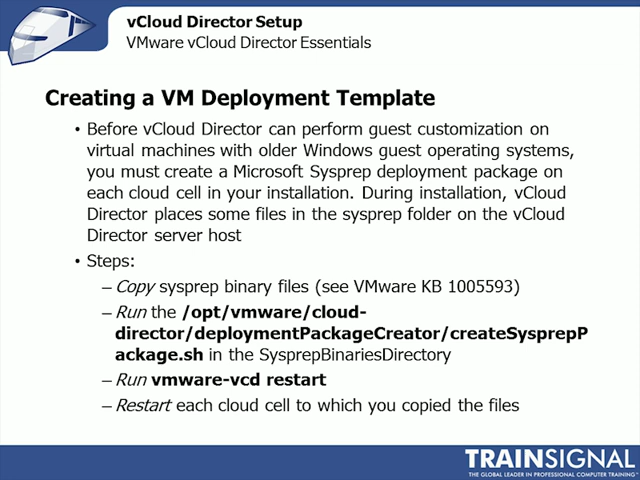 vCloud Director Setup
VMware vCloud Director Essentials
Creating a VM Deployment Template
• Before vCloud Director can perform guest customization on
virtual machines with older Windows guest operating systems,
you must create a Microsoft Sysprep deployment package on
each cloud cell in your installation. During installation, vCloud
Director places some files in the sysprep folder on the vCloud
Director server host
• Steps:
– Copy sysprep binary files (see VMware KB 1005593)
– Run the /opt/vmware/cloud-
director/deploymentPackageCreator/createSysprepP
ackage.sh in the SysprepBinariesDirectory
– Run vmware-vcd restart
– Restart each cloud cell to which you copied the files
TRAINSIGNAL
THE GLOBAL LEADER IN PROFESSIONAL COMPUTER TRAINING™